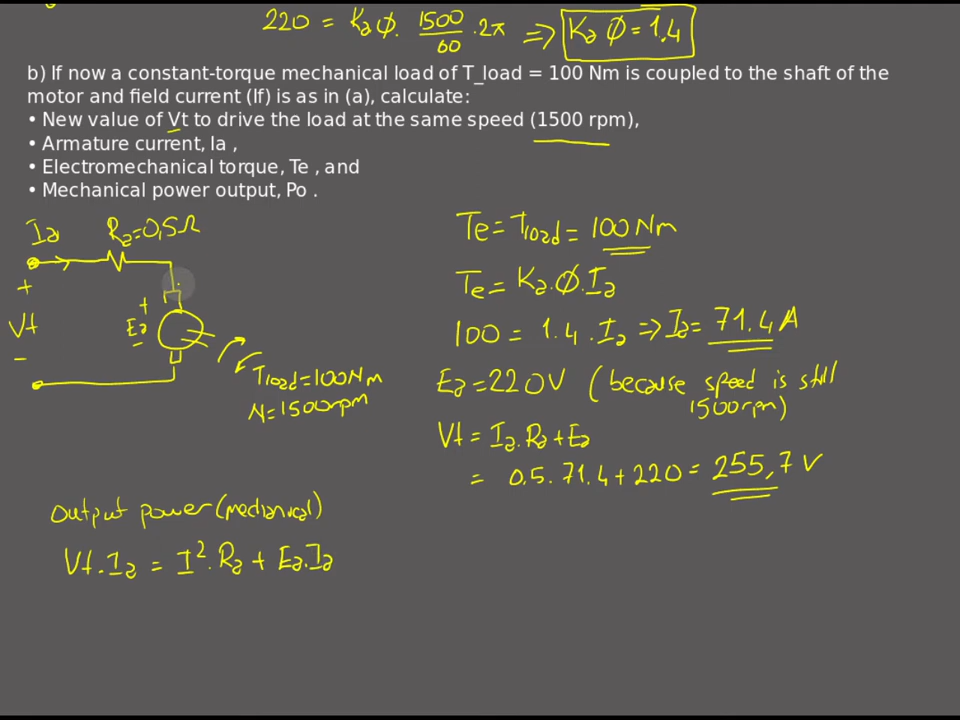 220 = Ka Φ. 1500/60 . 2π => Ka Φ = 1.4
b) If now a constant-torque mechanical load of T_load = 100 Nm is coupled to the shaft of the
motor and field current (If) is as in (a), calculate:
• New value of Vt to drive the load at the same speed (1500 rpm),
• Armature current, Ia ,
• Electromechanical torque, Te , and
• Mechanical power output, Po .
Ia Ra=0,5Ω
+
Vt
-
+
Ea
-
Tload=100Nm
N=1500rpm
Te = Tload = 100 Nm
Te = Ka.Φ.Ia
100 = 1.4 .Ia => Ia = 71.4 A
Ea = 220V (because speed is still
1500rpm)
Vt = Ia.Ra+Ea
= 0.5.71.4+220 = 255,7 V
Output power (mechanical)
Vt.Ia = I².Ra + Ea.Ia